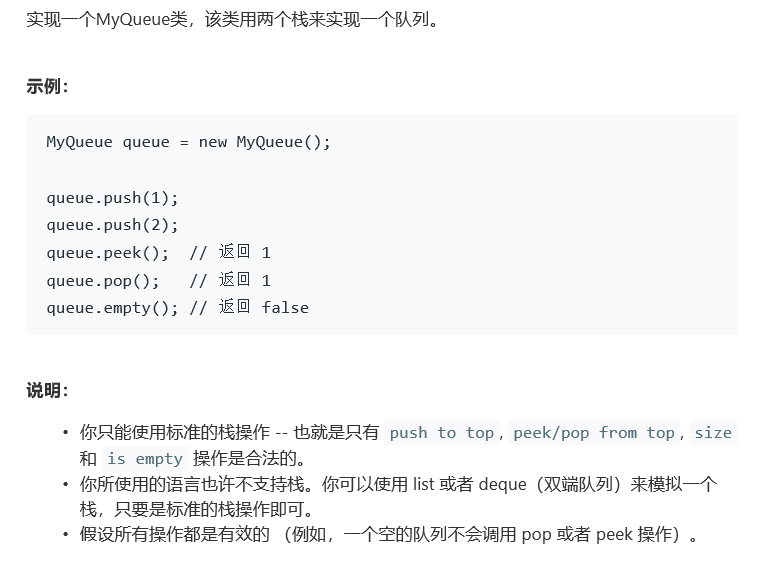 实现一个MyQueue类，该类用两个栈来实现一个队列。
示例：
MyQueue queue = new MyQueue();
queue.push(1);
queue.push(2);
queue.peek();  // 返回 1
queue.pop();   // 返回 1
queue.empty(); // 返回 false
说明：
• 你只能使用标准的栈操作 -- 也就是只有 push to top, peek/pop from top, size
和 is empty 操作是合法的。
• 你所使用的语言也许不支持栈。你可以使用 list 或者 deque（双端队列）来模拟一个
栈，只要是标准的栈操作即可。
• 假设所有操作都是有效的 （例如，一个空的队列不会调用 pop 或者 peek 操作）。